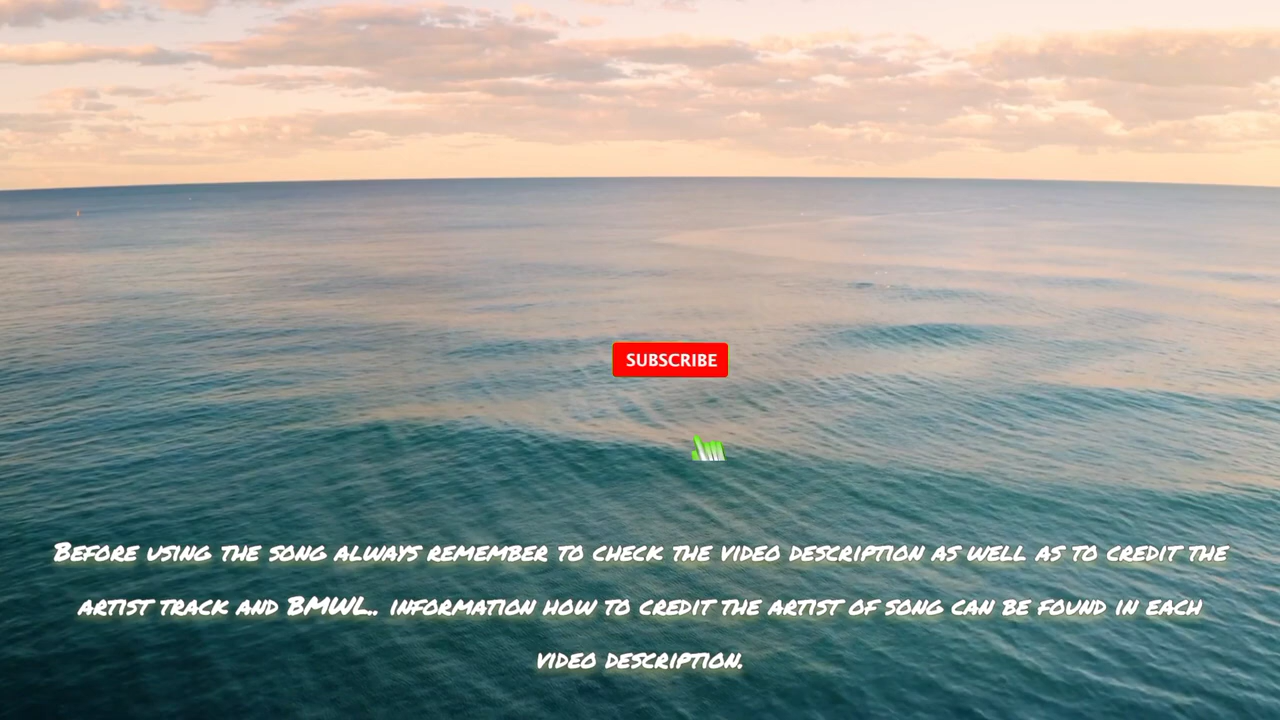 SUBSCRIBE
Before using the song always remember to check the video description as well as to credit the
artist track and BMWL.. information how to credit the artist of song can be found in each
video description.